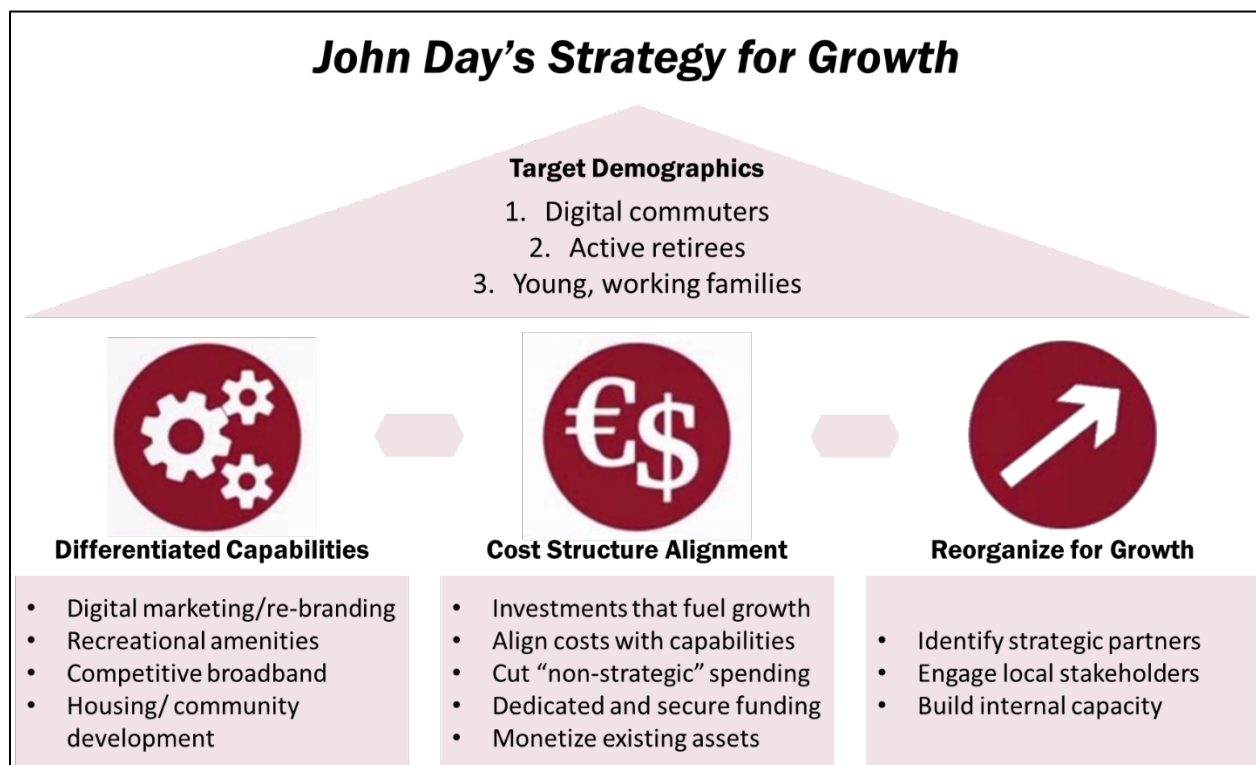 John Day's Strategy for Growth
Target Demographics
1. Digital commuters
2. Active retirees
3. Young, working families
€$
Differentiated Capabilities
• Digital marketing/re-branding
• Recreational amenities
• Competitive broadband
• Housing/ community
development
Cost Structure Alignment
• Investments that fuel growth
• Align costs with capabilities
• Cut “non-strategic” spending
• Dedicated and secure funding
• Monetize existing assets
Reorganize for Growth
• Identify strategic partners
• Engage local stakeholders
• Build internal capacity